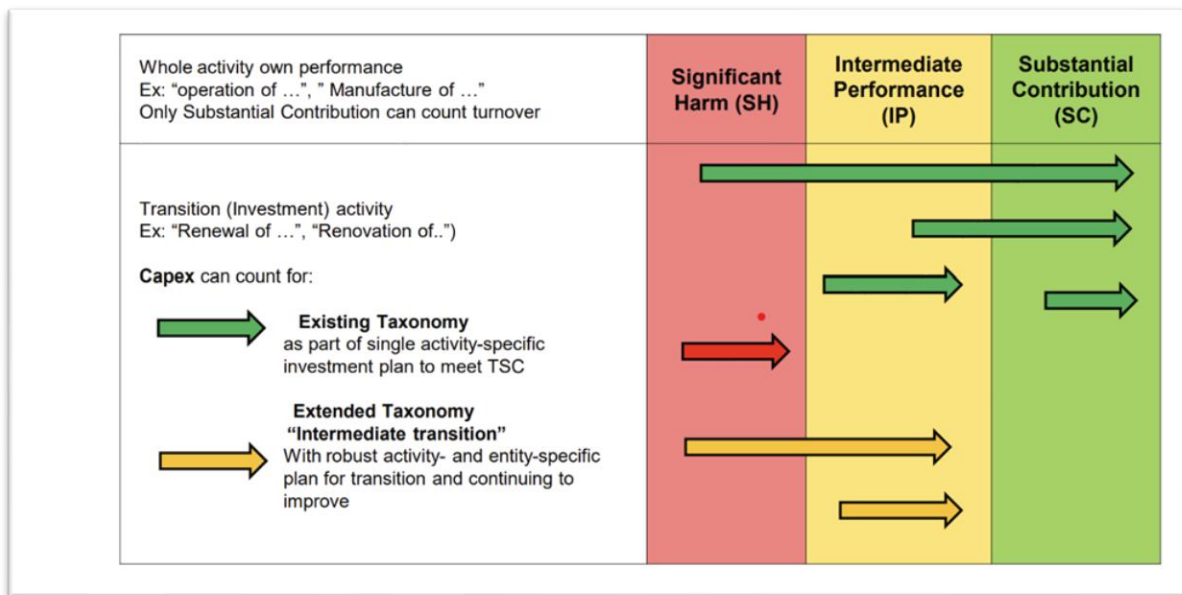 Whole activity own performance
Ex: “operation of …”, ” Manufacture of …”
Only Substantial Contribution can count turnover
Significant
Harm (SH)
Intermediate
Performance
(IP)
Substantial
Contribution
(SC)
Transition (Investment) activity
Ex: “Renewal of …”, “Renovation of..”)
Capex can count for:
Existing Taxonomy
as part of single activity-specific
investment plan to meet TSC
Extended Taxonomy
“Intermediate transition”
With robust activity- and entity-specific
plan for transition and continuing to
improve